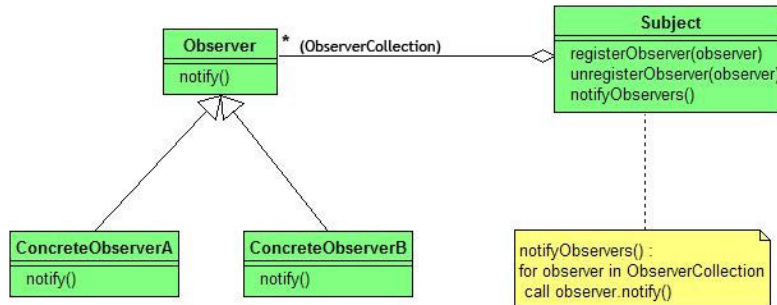 Subject
Observer
* (ObserverCollection)
registerObserver(observer)
unregisterObserver(observer)
notifyObservers()
notify()
ConcreteObserverA
notify()
ConcreteObserverB
notify()
notifyObservers() :
for observer in ObserverCollection
call observer.notify()